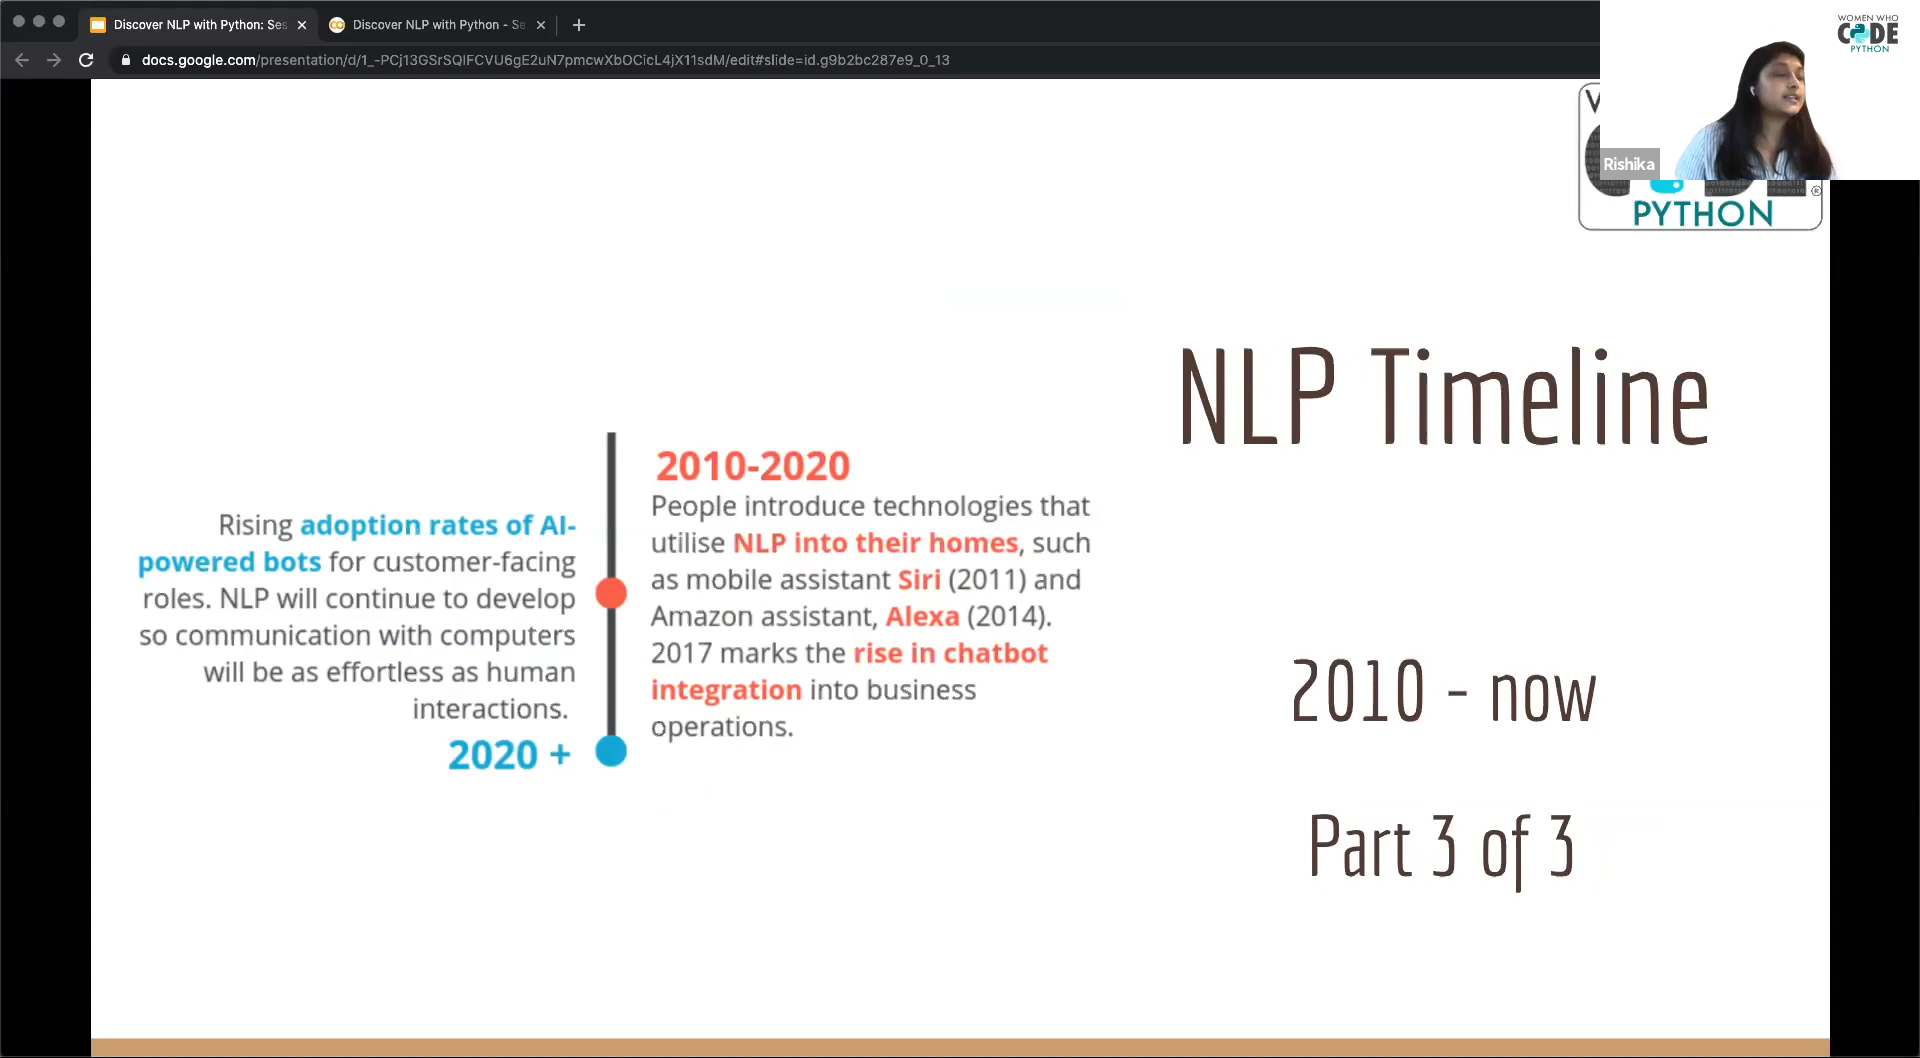 Discover NLP with Python: Ses
Discover NLP with Python - Se
docs.google.com/presentation/d/1_-PCj13GSrSQIFCVU6gE2uN7pmcwXbOCicL4jX11sdM/edit#slide=id.g9b2bc287e9_0_13
WOMEN WHO
CODE
PYTHON
Rishika
PYTHON
®
NLP Timeline
2010 - now
Part 3 of 3
2010-2020
People introduce technologies that
utilise NLP into their homes, such
as mobile assistant Siri (2011) and
Amazon assistant, Alexa (2014).
2017 marks the rise in chatbot
integration into business
operations.
Rising adoption rates of AI-
powered bots for customer-facing
roles. NLP will continue to develop
so communication with computers
will be as effortless as human
interactions.
2020 +